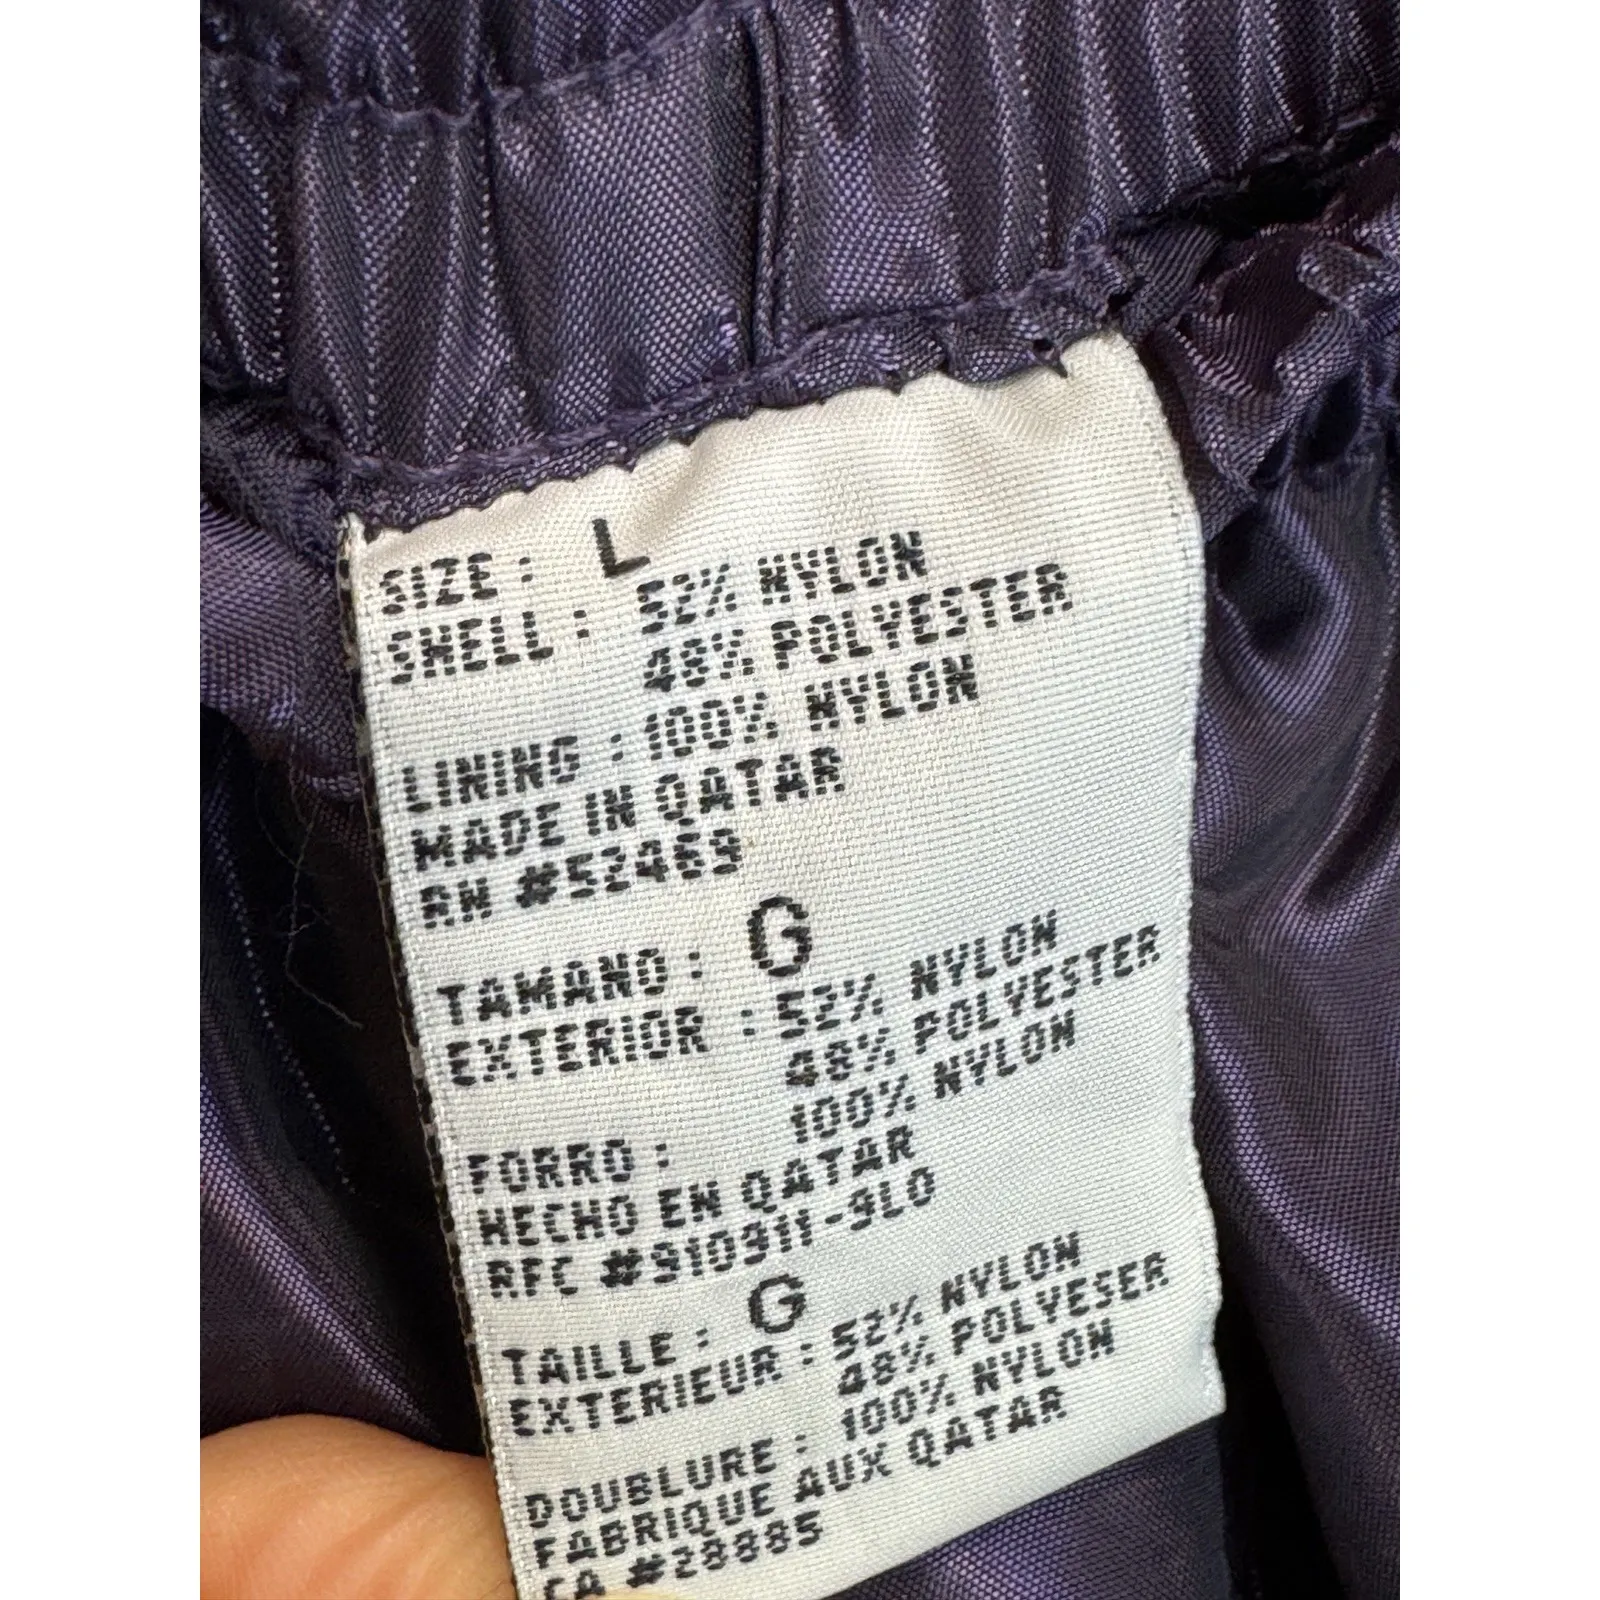 SIZE : L
SHELL : 52% NYLON
48% POLYESTER
LINING : 100% NYLON
MADE IN QATAR
RN #52469
TAMANO : G
EXTERIOR : 52% NYLON
48% POLYESTER
FORRO : 100% NYLON
HECHO EN QATAR
RFC #910911-9L0
TAILLE : G
EXTERIEUR : 52% NYLON
48% POLYESER
DOUBLURE : 100% NYLON
FABRIQUE AUX QATAR
CA #28885